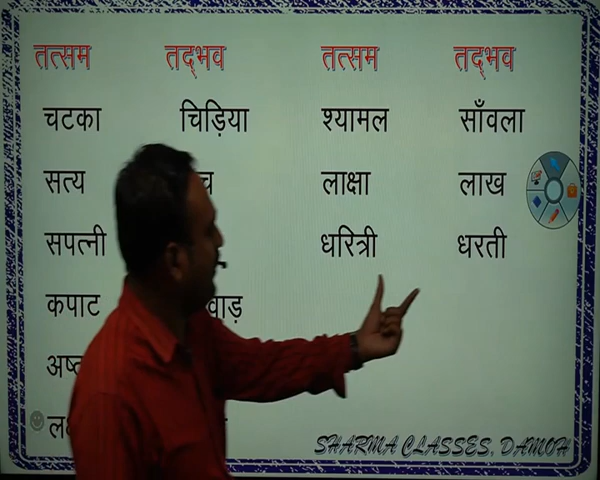 तत्सम तद्भव तत्सम तद्भव
चटका चिड़िया श्यामल साँवला
सत्य लाक्षा लाख
सपत्नी धरित्री धरती
कपाट
SHARMA CLASSES, DAMOH